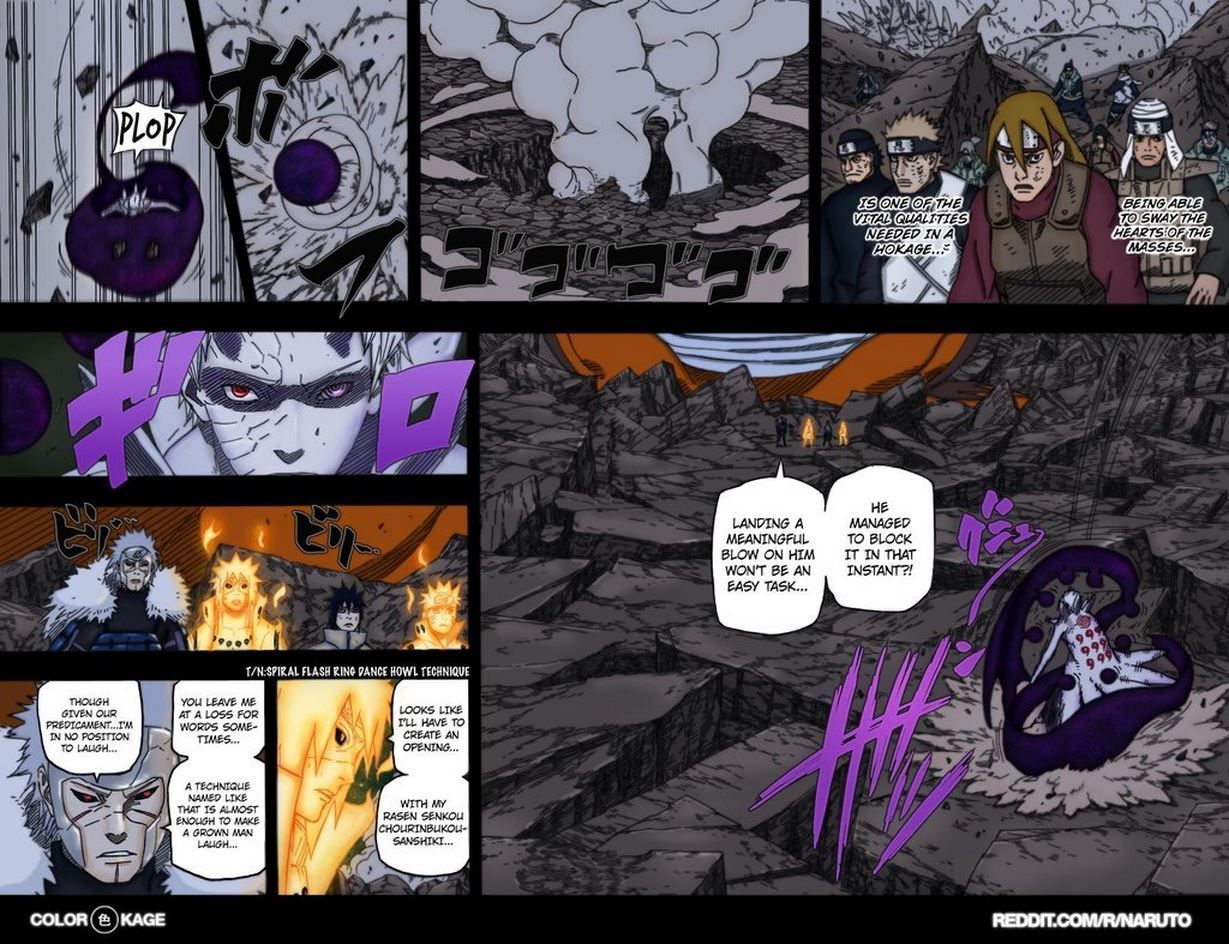 BEING ABLE
TO SWAY THE
HEARTS OF THE
MASSES...
IS ONE OF THE
VITAL QUALITIES
NEEDED IN A
HOKAGE...
ゴゴゴゴ
ボ
フ
PLOP
HE
MANAGED
TO BLOCK
IT IN THAT
INSTANT?!
LANDING A
MEANINGFUL
BLOW ON HIM
WON'T BE AN
EASY TASK...
グニュ
ギロ
ビリ
ビリ
T/N:SPIRAL FLASH RING DANCE HOWL TECHNIQUE
LOOKS LIKE
I'LL HAVE TO
CREATE AN
OPENING...
WITH MY
RASEN SENKOU
CHOURINBUKOU-
SANSHIKI...
YOU LEAVE ME
AT A LOSS FOR
WORDS SOME-
TIMES...
A TECHNIQUE
NAMED LIKE
THAT IS ALMOST
ENOUGH TO MAKE
A GROWN MAN
LAUGH...
THOUGH
GIVEN OUR
PREDICAMENT...I'M
IN NO POSITION
TO LAUGH...
COLOR 色 KAGE
REDDIT.COM/R/NARUTO